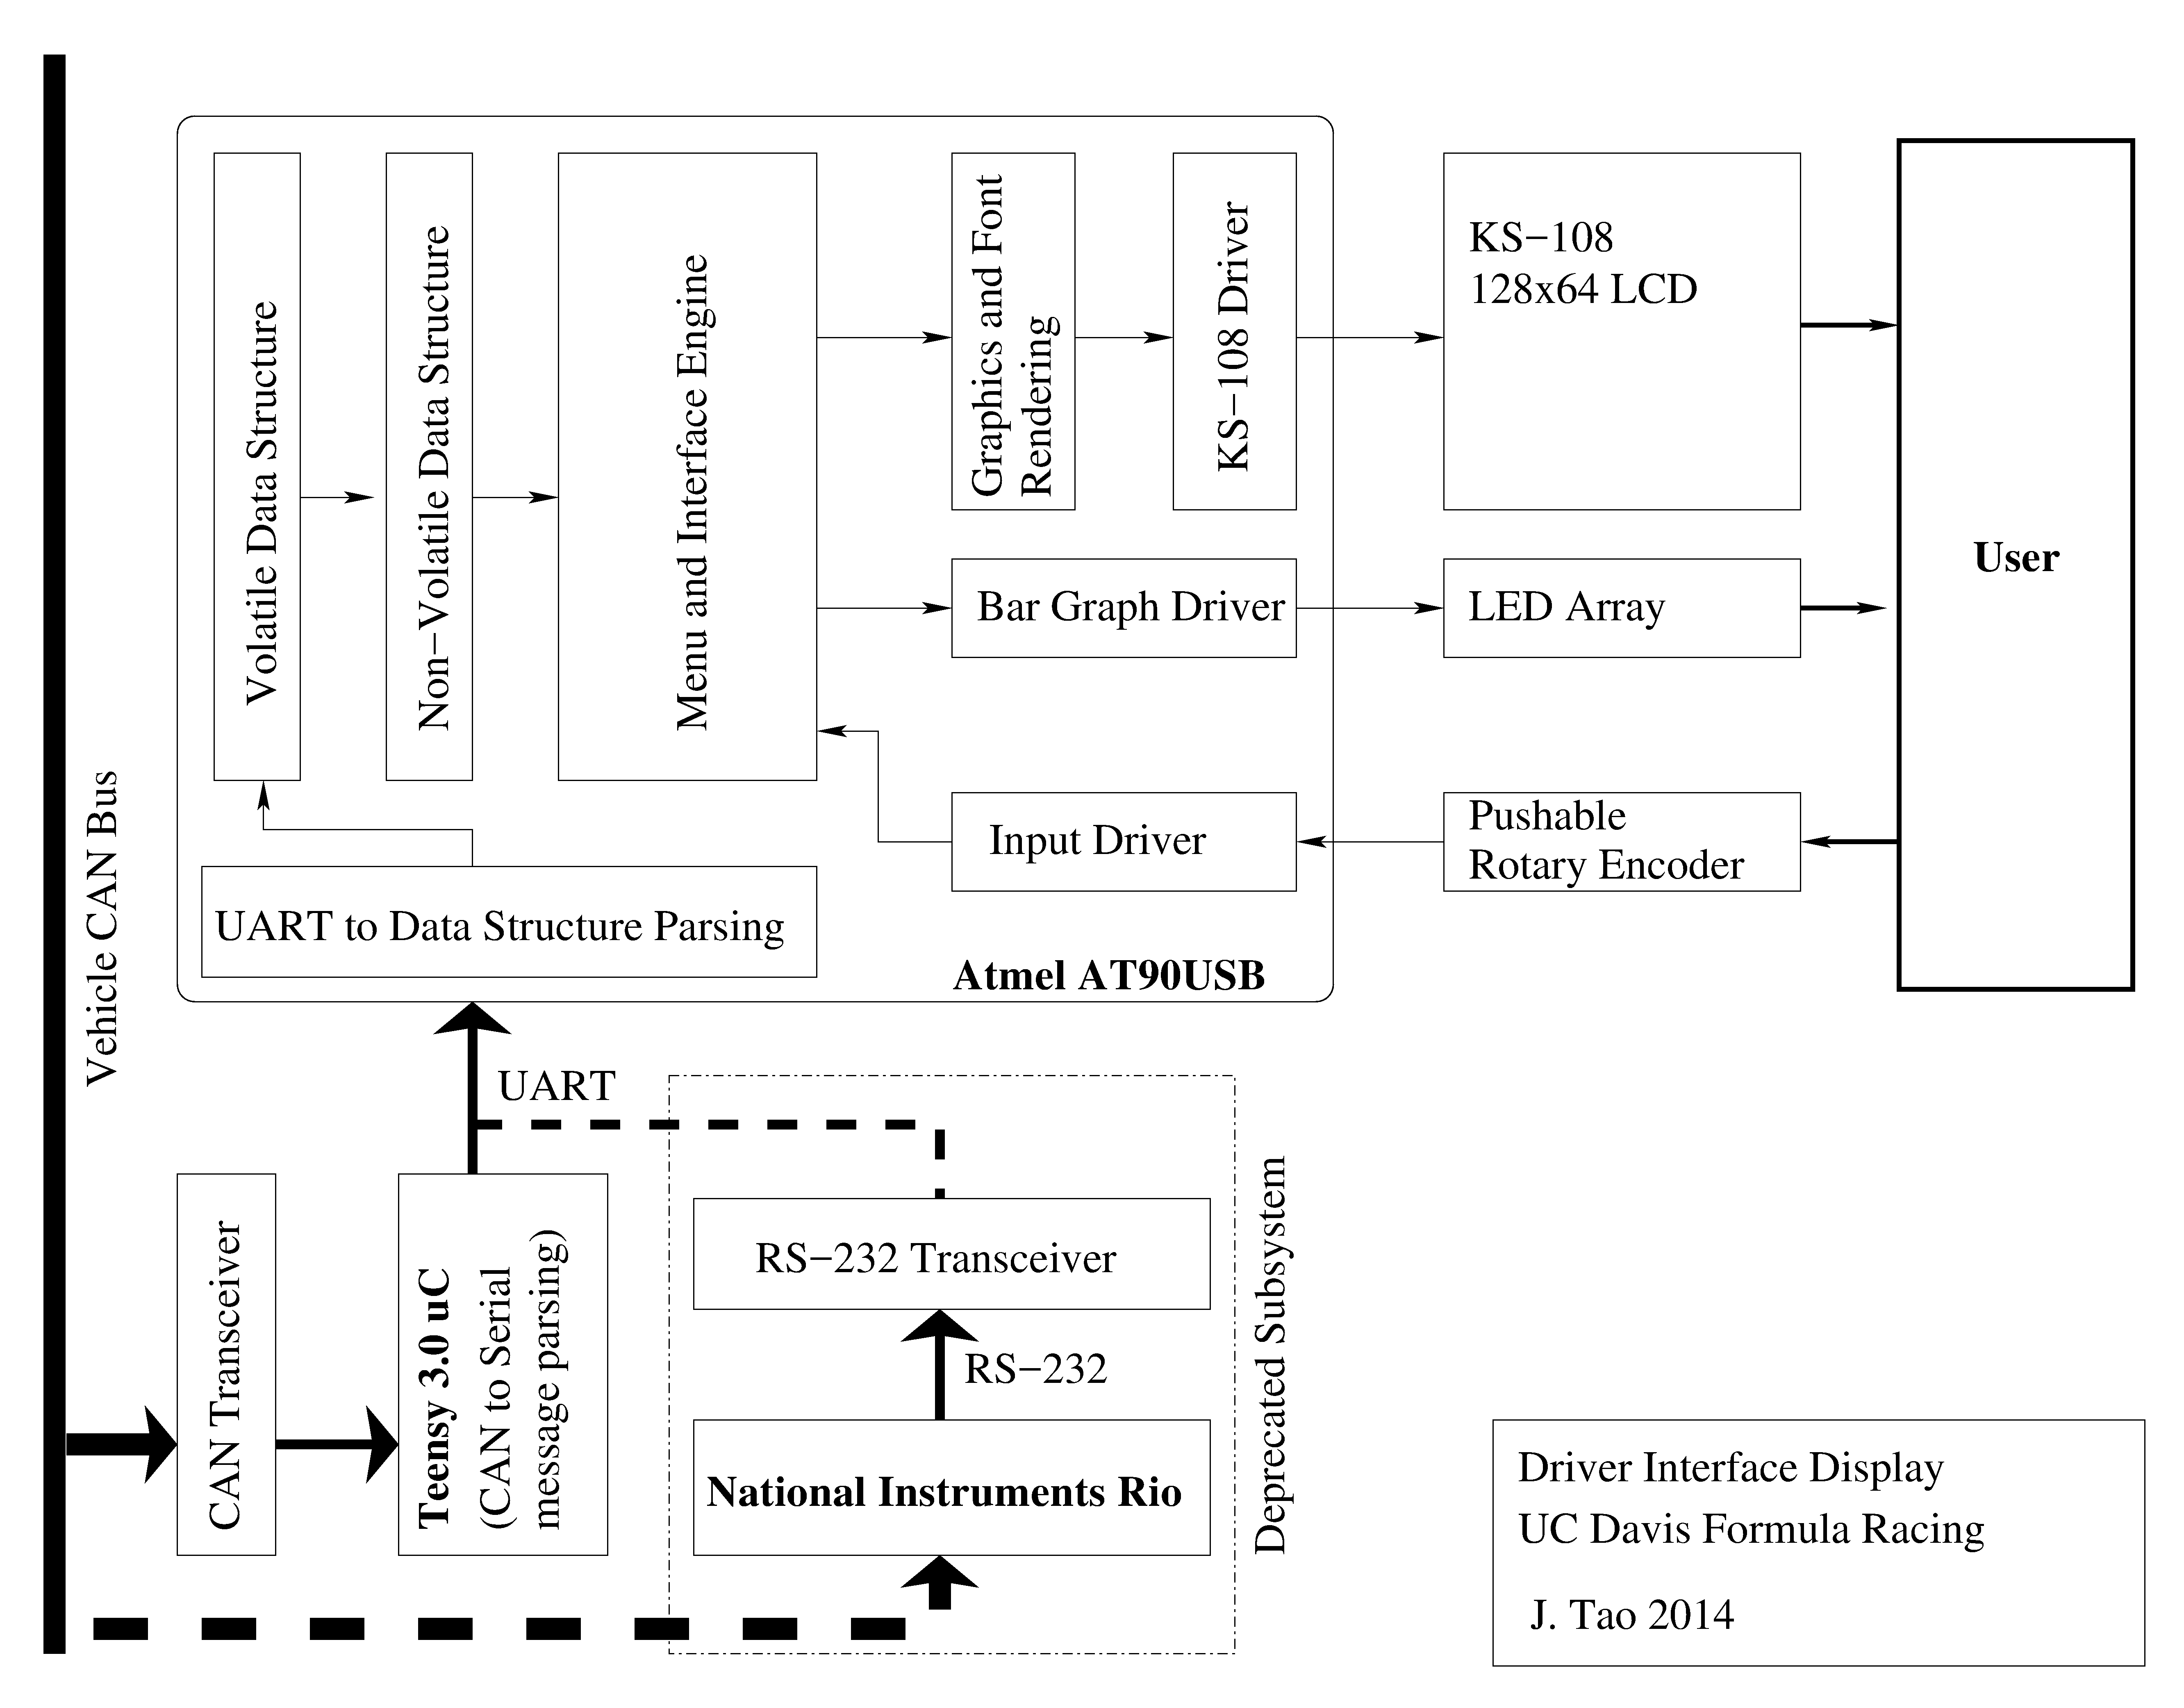 Vehicle CAN Bus
Volatile Data Structure
Non−Volatile Data Structure
Menu and Interface Engine
Graphics and Font
Rendering
KS−108 Driver
KS−108
128x64 LCD
User
Bar Graph Driver
LED Array
Input Driver
Pushable
Rotary Encoder
UART to Data Structure Parsing
Atmel AT90USB
UART
CAN Transceiver
Teensy 3.0 uC
(CAN to Serial
message parsing)
RS−232 Transceiver
RS−232
National Instruments Rio
Deprecated Subsystem
Driver Interface Display
UC Davis Formula Racing
J. Tao 2014